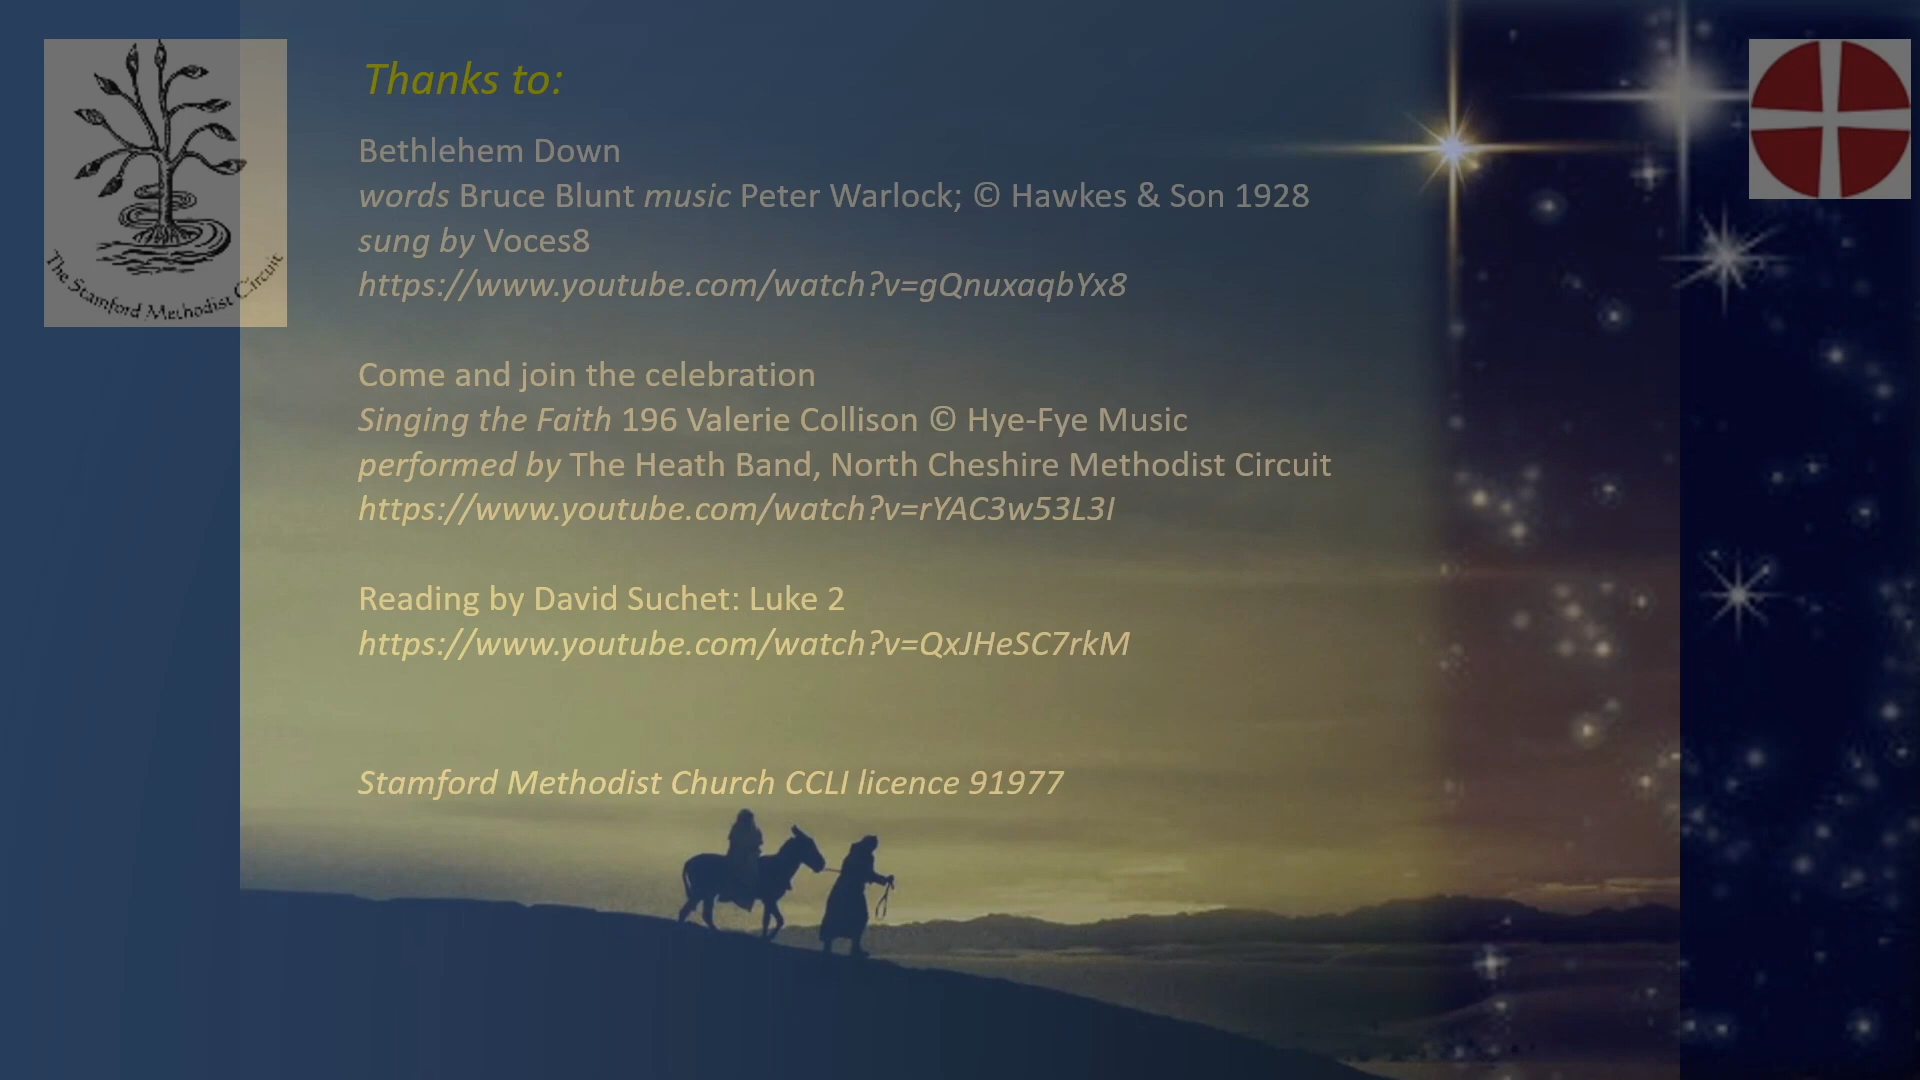 The Stamford Methodist Circuit
Thanks to:
Bethlehem Down
words Bruce Blunt music Peter Warlock; © Hawkes & Son 1928
sung by Voces8
https://www.youtube.com/watch?v=gQnuxaqbYx8
Come and join the celebration
Singing the Faith 196 Valerie Collison © Hye-Fye Music
performed by The Heath Band, North Cheshire Methodist Circuit
https://www.youtube.com/watch?v=rYAC3w53L3I
Reading by David Suchet: Luke 2
https://www.youtube.com/watch?v=QxJHeSC7rkM
Stamford Methodist Church CCLI licence 91977